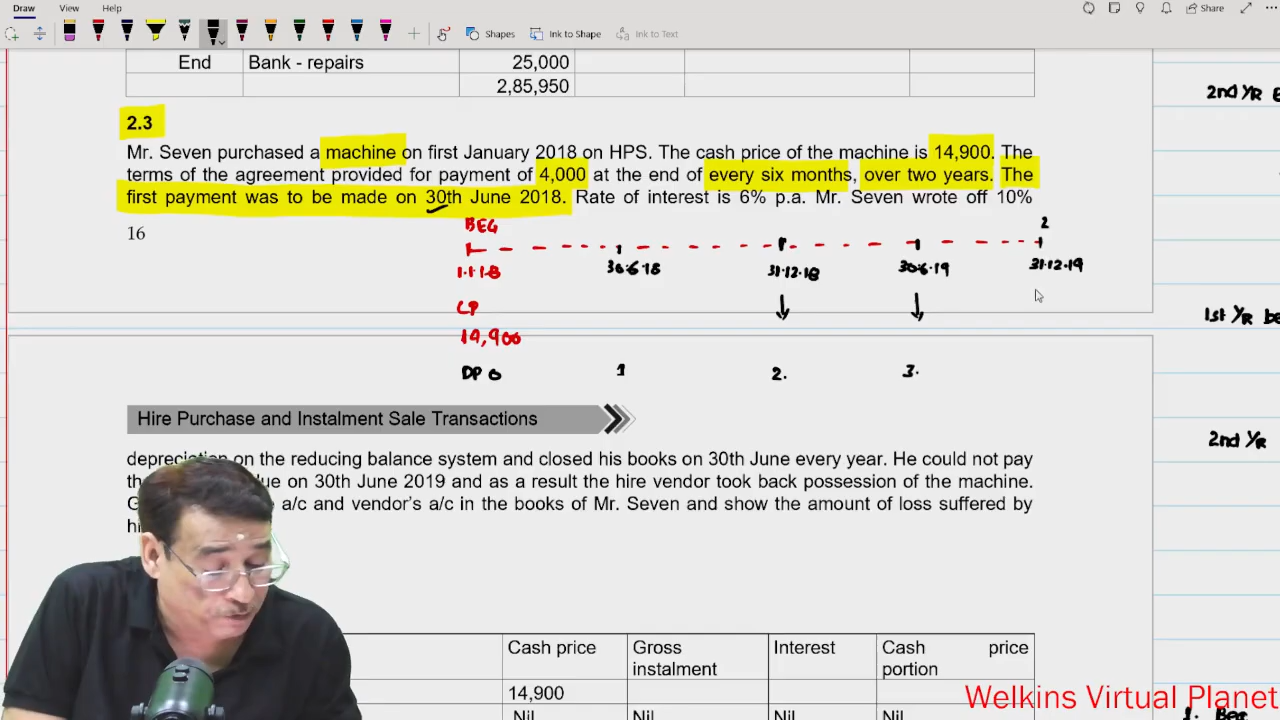 Draw View Help Share
Shapes Ink to Shape Ink to Text
End Bank - repairs 25,000
2,85,950
2nd YR
2.3
Mr. Seven purchased a machine on first January 2018 on HPS. The cash price of the machine is 14,900. The
terms of the agreement provided for payment of 4,000 at the end of every six months, over two years. The
first payment was to be made on 30th June 2018. Rate of interest is 6% p.a. Mr. Seven wrote off 10%
16
BEG 2
1.1.18 30.6.18 31.12.18 30.6.19 31.12.19
CP
1st YR be
14,900
DP 0 1 2. 3.
Hire Purchase and Instalment Sale Transactions
2nd YR
depreciation on the reducing balance system and closed his books on 30th June every year. He could not pay
ue on 30th June 2019 and as a result the hire vendor took back possession of the machine.
a/c and vendor's a/c in the books of Mr. Seven and show the amount of loss suffered by
Cash price Gross Interest Cash price
instalment portion
14,900
Nil Nil Nil Nil
Welkins Virtual Planet
1. Beg